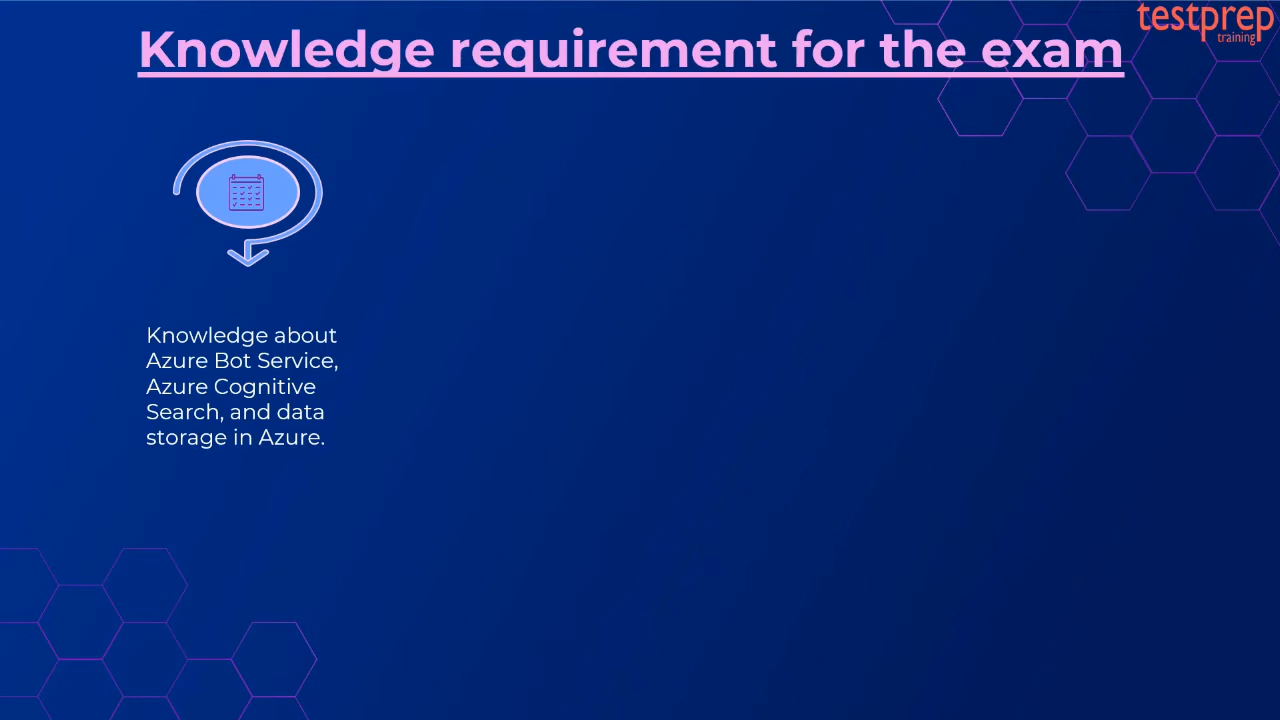 testprep
training
Knowledge requirement for the exam
Knowledge about
Azure Bot Service,
Azure Cognitive
Search, and data
storage in Azure.